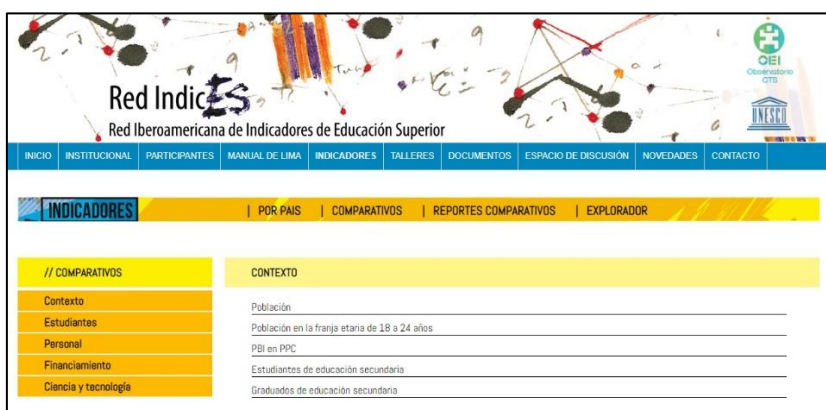 Red IndicES
Red Iberoamericana de Indicadores de Educación Superior
OEI
Observatorio
CTS
UNESCO
INICIO INSTITUCIONAL PARTICIPANTES MANUAL DE LIMA INDICADORES TALLERES DOCUMENTOS ESPACIO DE DISCUSIÓN NOVEDADES CONTACTO
INDICADORES | POR PAIS | COMPARATIVOS | REPORTES COMPARATIVOS | EXPLORADOR
// COMPARATIVOS
Contexto
Estudiantes
Personal
Financiamiento
Ciencia y tecnología
CONTEXTO
Población
Población en la franja etaria de 18 a 24 años
PBI en PPC
Estudiantes de educación secundaria
Graduados de educación secundaria